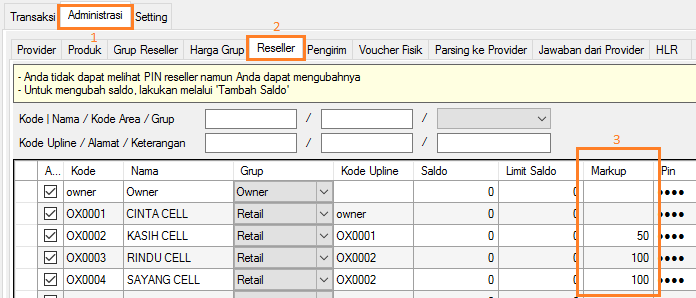 Transaksi Administrasi Setting
1 2
Provider Produk Grup Reseller Harga Grup Reseller Pengirim Voucher Fisik Parsing ke Provider Jawaban dari Provider HLR
- Anda tidak dapat melihat PIN reseller namun Anda dapat mengubahnya
- Untuk mengubah saldo, lakukan melalui 'Tambah Saldo'
Kode | Nama / Kode Area / Grup / /
Kode Upline / Alamat / Keterangan / /
3
A... Kode Nama Grup Kode Upline Saldo Limit Saldo Markup Pin
owner Owner Owner 0 0 ••••
OX0001 CINTA CELL Retail owner 0 0 ••••
OX0002 KASIH CELL Retail OX0001 0 0 50 ••••
OX0003 RINDU CELL Retail OX0002 0 0 100 ••••
OX0004 SAYANG CELL Retail OX0002 0 0 100 ••••